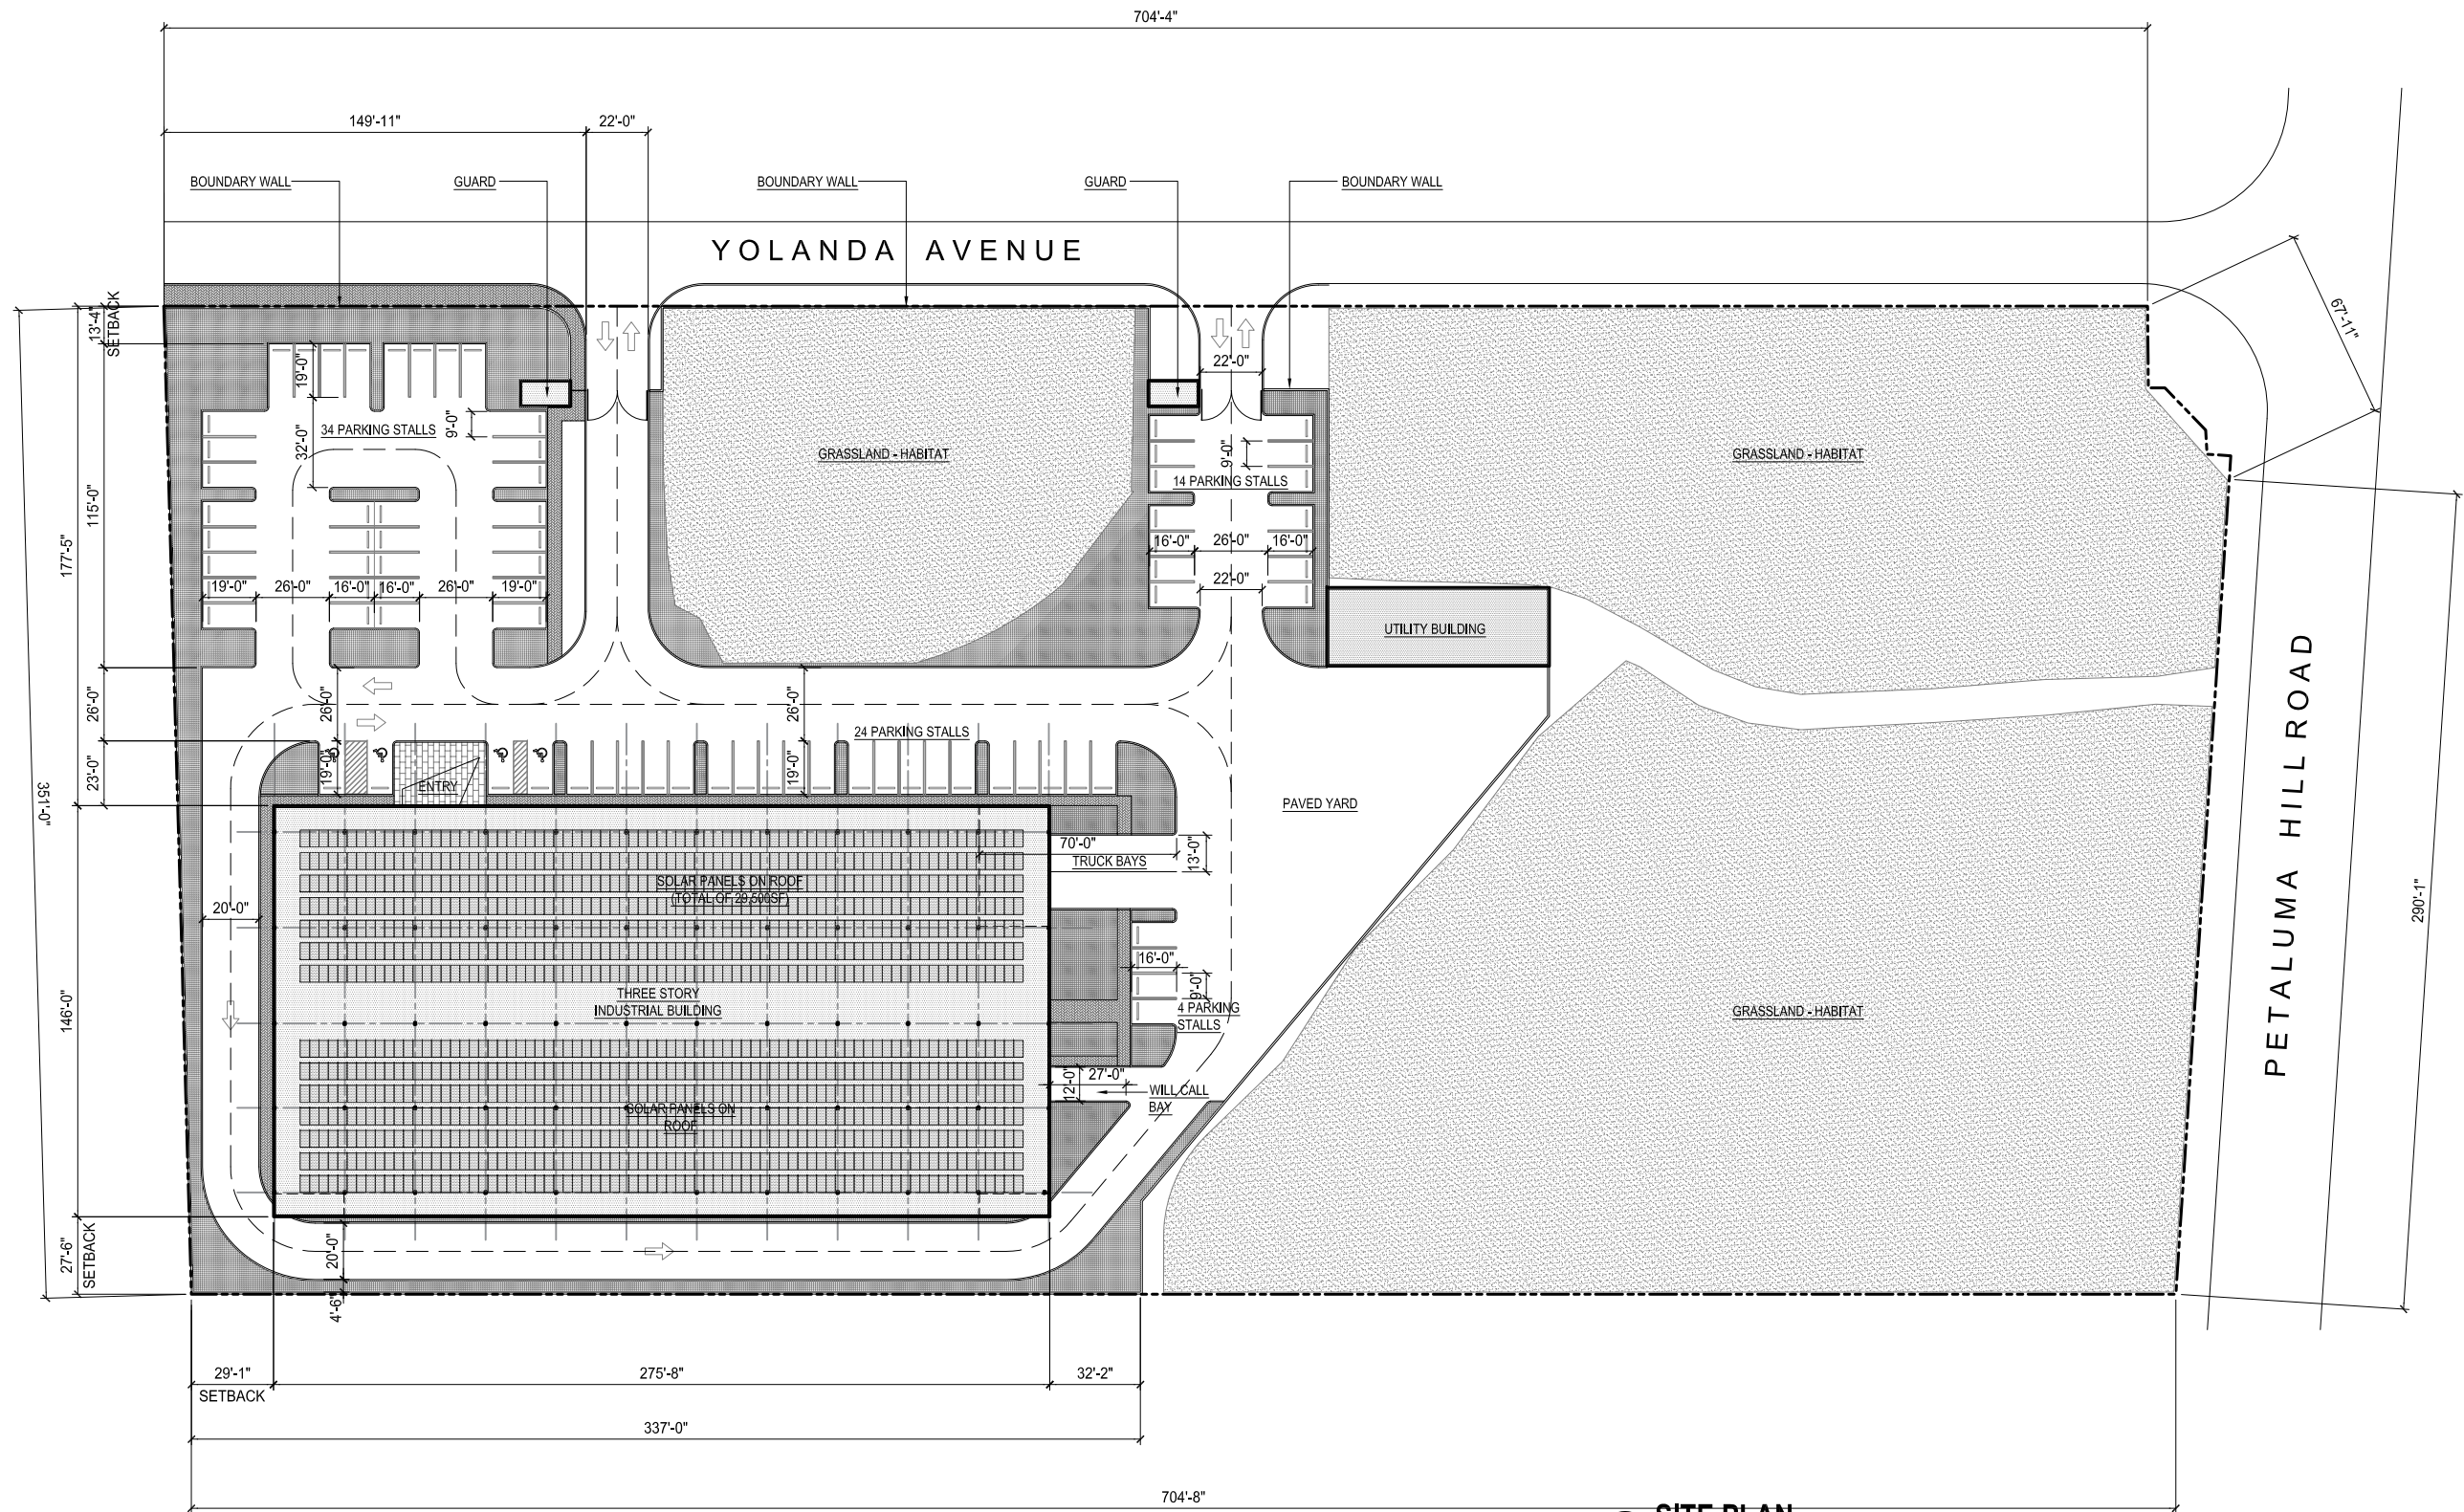 704'-4"
149'-11"
22'-0"
BOUNDARY WALL
GUARD
BOUNDARY WALL
GUARD
BOUNDARY WALL
YOLANDA AVENUE
13'-4"
SETBACK
67'-11"
22'-0"
19'-0"
9'-0"
34 PARKING STALLS
32'-0"
GRASSLAND - HABITAT
9'-0"
14 PARKING STALLS
GRASSLAND - HABITAT
115'-0"
177'-5"
16'-0"
26'-0"
16'-0"
19'-0"
26'-0"
16'-0"
16'-0"
26'-0"
19'-0"
22'-0"
UTILITY BUILDING
PETALUMA HILL ROAD
26'-0"
26'-0"
26'-0"
24 PARKING STALLS
23'-0"
19'-0"
ENTRY
19'-0"
351'-0"
PAVED YARD
70'-0"
TRUCK BAYS
13'-0"
SOLAR PANELS ON ROOF
(TOTAL OF 29,500SF)
20'-0"
290'-1"
16'-0"
9'-0"
THREE STORY
INDUSTRIAL BUILDING
4 PARKING
STALLS
146'-0"
GRASSLAND - HABITAT
12'-0"
27'-0"
WILL CALL
BAY
SOLAR PANELS ON
ROOF
27'-6"
SETBACK
20'-0"
4'-6"
29'-1"
SETBACK
275'-8"
32'-2"
337'-0"
704'-8"
SITE PLAN